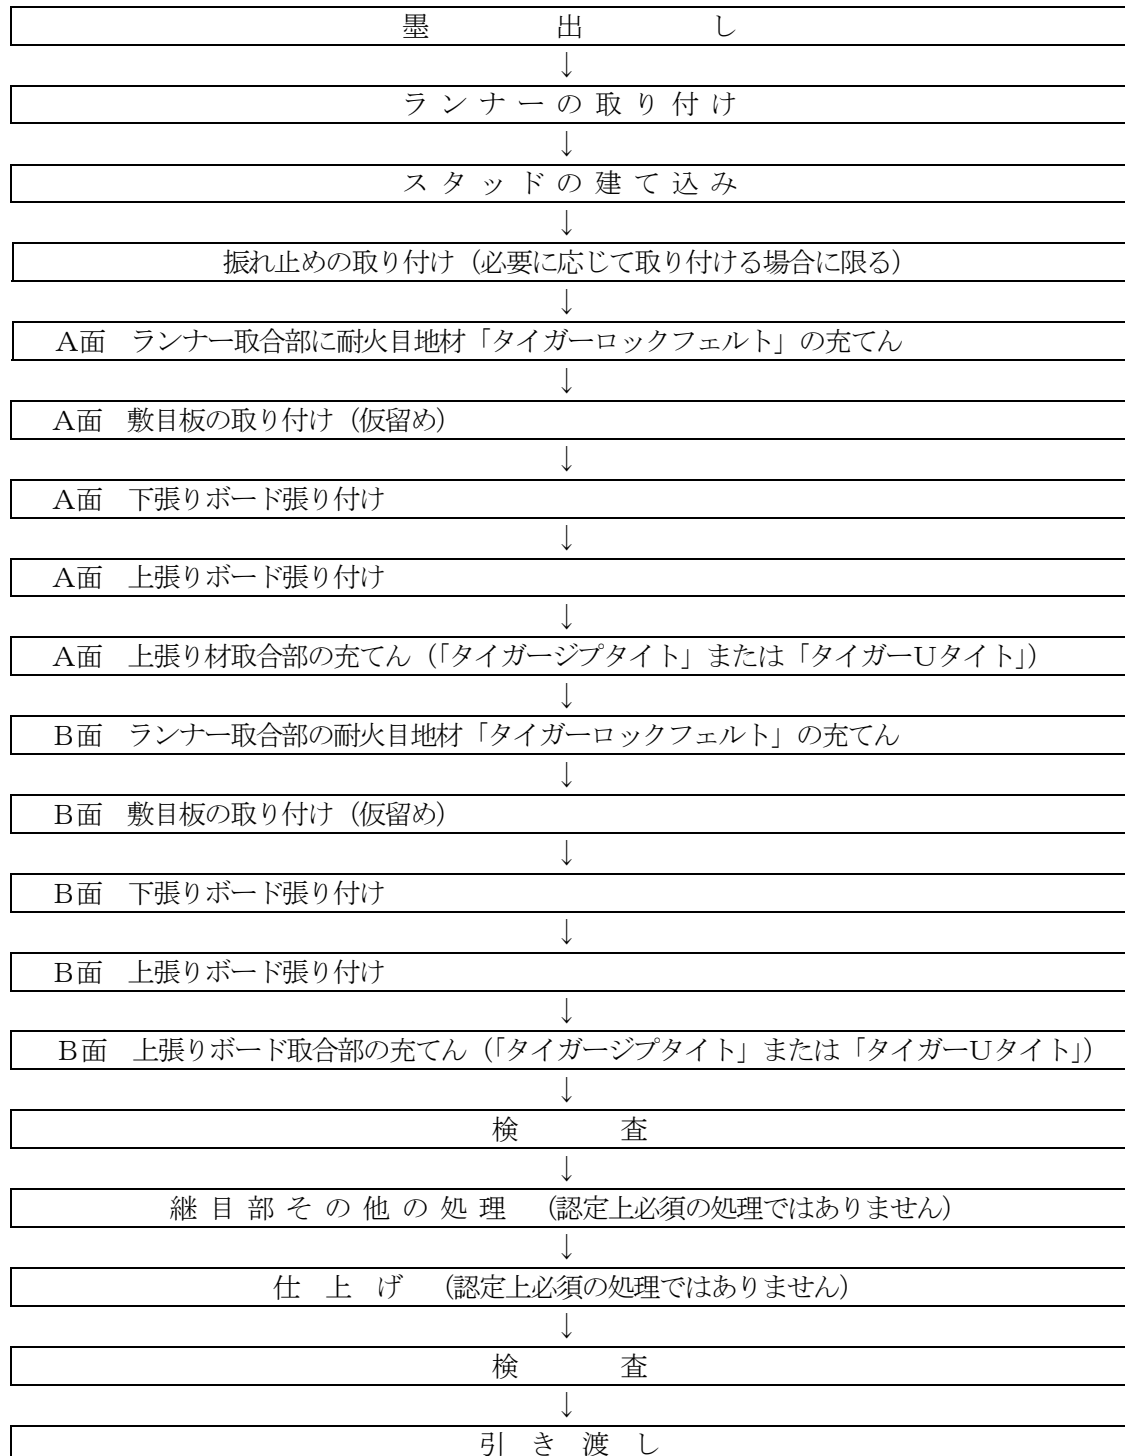 墨出し
↓
ランナーの取り付け
↓
スタッドの建て込み
↓
振れ止めの取り付け（必要に応じて取り付ける場合に限る）
↓
Ａ面　ランナー取合部に耐火目地材「タイガーロックフェルト」の充てん
↓
Ａ面　敷目板の取り付け（仮留め）
↓
Ａ面　下張りボード張り付け
↓
Ａ面　上張りボード張り付け
↓
Ａ面　上張り材取合部の充てん（「タイガージプタイト」または「タイガーＵタイト」）
↓
Ｂ面　ランナー取合部の耐火目地材「タイガーロックフェルト」の充てん
↓
Ｂ面　敷目板の取り付け（仮留め）
↓
Ｂ面　下張りボード張り付け
↓
Ｂ面　上張りボード張り付け
↓
Ｂ面　上張りボード取合部の充てん（「タイガージプタイト」または「タイガーＵタイト」）
↓
検査
↓
継目部その他の処理　（認定上必須の処理ではありません）
↓
仕上げ　（認定上必須の処理ではありません）
↓
検査
↓
引き渡し